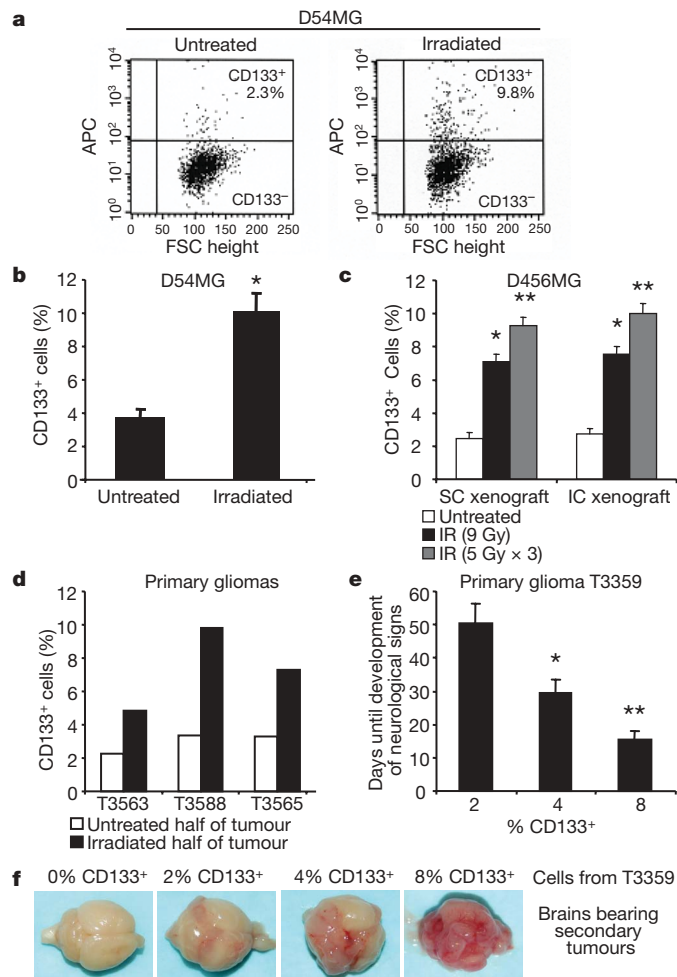 a
D54MG
Untreated
Irradiated
APC
10⁴
10³
10²
10¹
10⁰
CD133⁺
2.3%
CD133⁻
0 50 100 150 200 250
FSC height
APC
10⁴
10³
10²
10¹
10⁰
CD133⁺
9.8%
CD133⁻
0 50 100 150 200 250
FSC height
b
D54MG
CD133⁺ cells (%)
12
10
8
6
4
2
0
*
Untreated Irradiated
c
D456MG
CD133⁺ Cells (%)
12
10
8
6
4
2
0
* ** * **
SC xenograft IC xenograft
Untreated
IR (9 Gy)
IR (5 Gy × 3)
d
Primary gliomas
CD133⁺ cells (%)
12
10
8
6
4
2
0
T3563 T3588 T3565
Untreated half of tumour
Irradiated half of tumour
e
Primary glioma T3359
Days until development
of neurological signs
60
50
40
30
20
10
0
* **
2 4 8
% CD133⁺
f
0% CD133⁺ 2% CD133⁺ 4% CD133⁺ 8% CD133⁺ Cells from T3359
Brains bearing
secondary
tumours